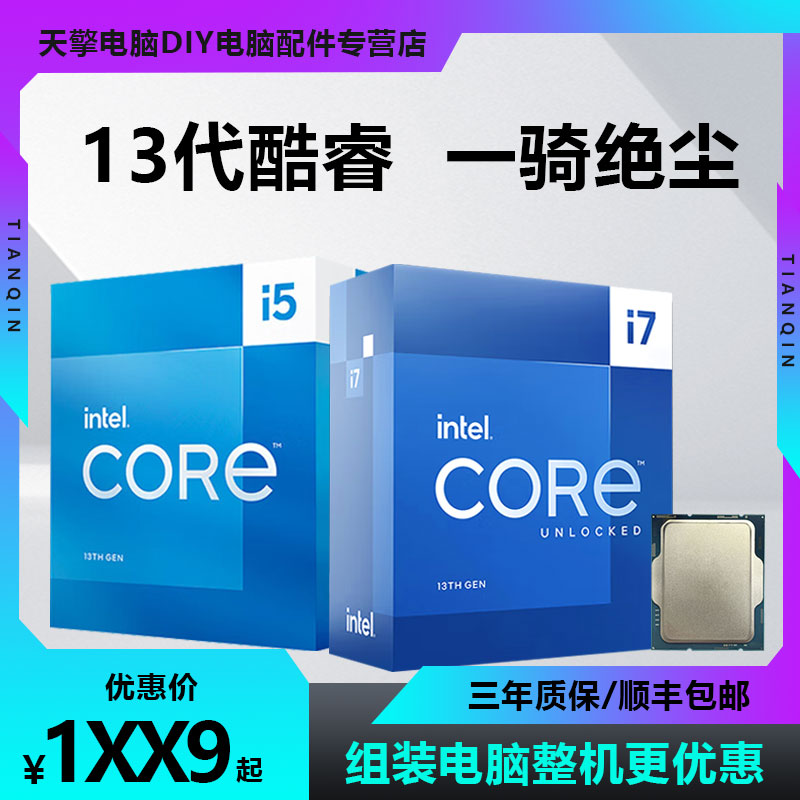 天擎电脑DIY电脑配件专营店
13代酷睿 一骑绝尘
TIANQIN
TIANQIN
i5
intel.
CORE™
13TH GEN
i7
i7
intel.
CORE™
UNLOCKED
13TH GEN
intel.
优惠价
¥1XX9起
三年质保/顺丰包邮
组装电脑整机更优惠